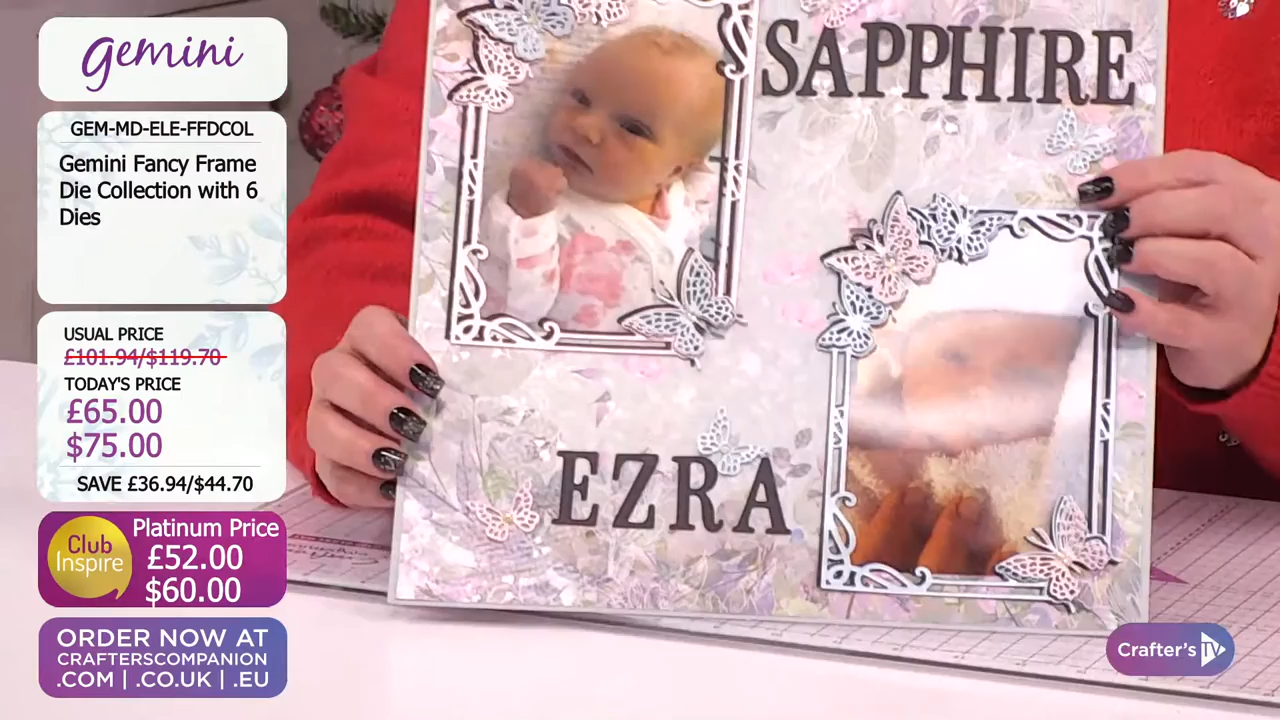 gemini
GEM-MD-ELE-FFDCOL
Gemini Fancy Frame
Die Collection with 6
Dies
USUAL PRICE
£101.94/$119.70
TODAY'S PRICE
£65.00
$75.00
SAVE £36.94/$44.70
Club
Inspire
Platinum Price
£52.00
$60.00
ORDER NOW AT
CRAFTERSCOMPANION
.COM | .CO.UK | .EU
SAPPHIRE
EZRA
Crafter's TV